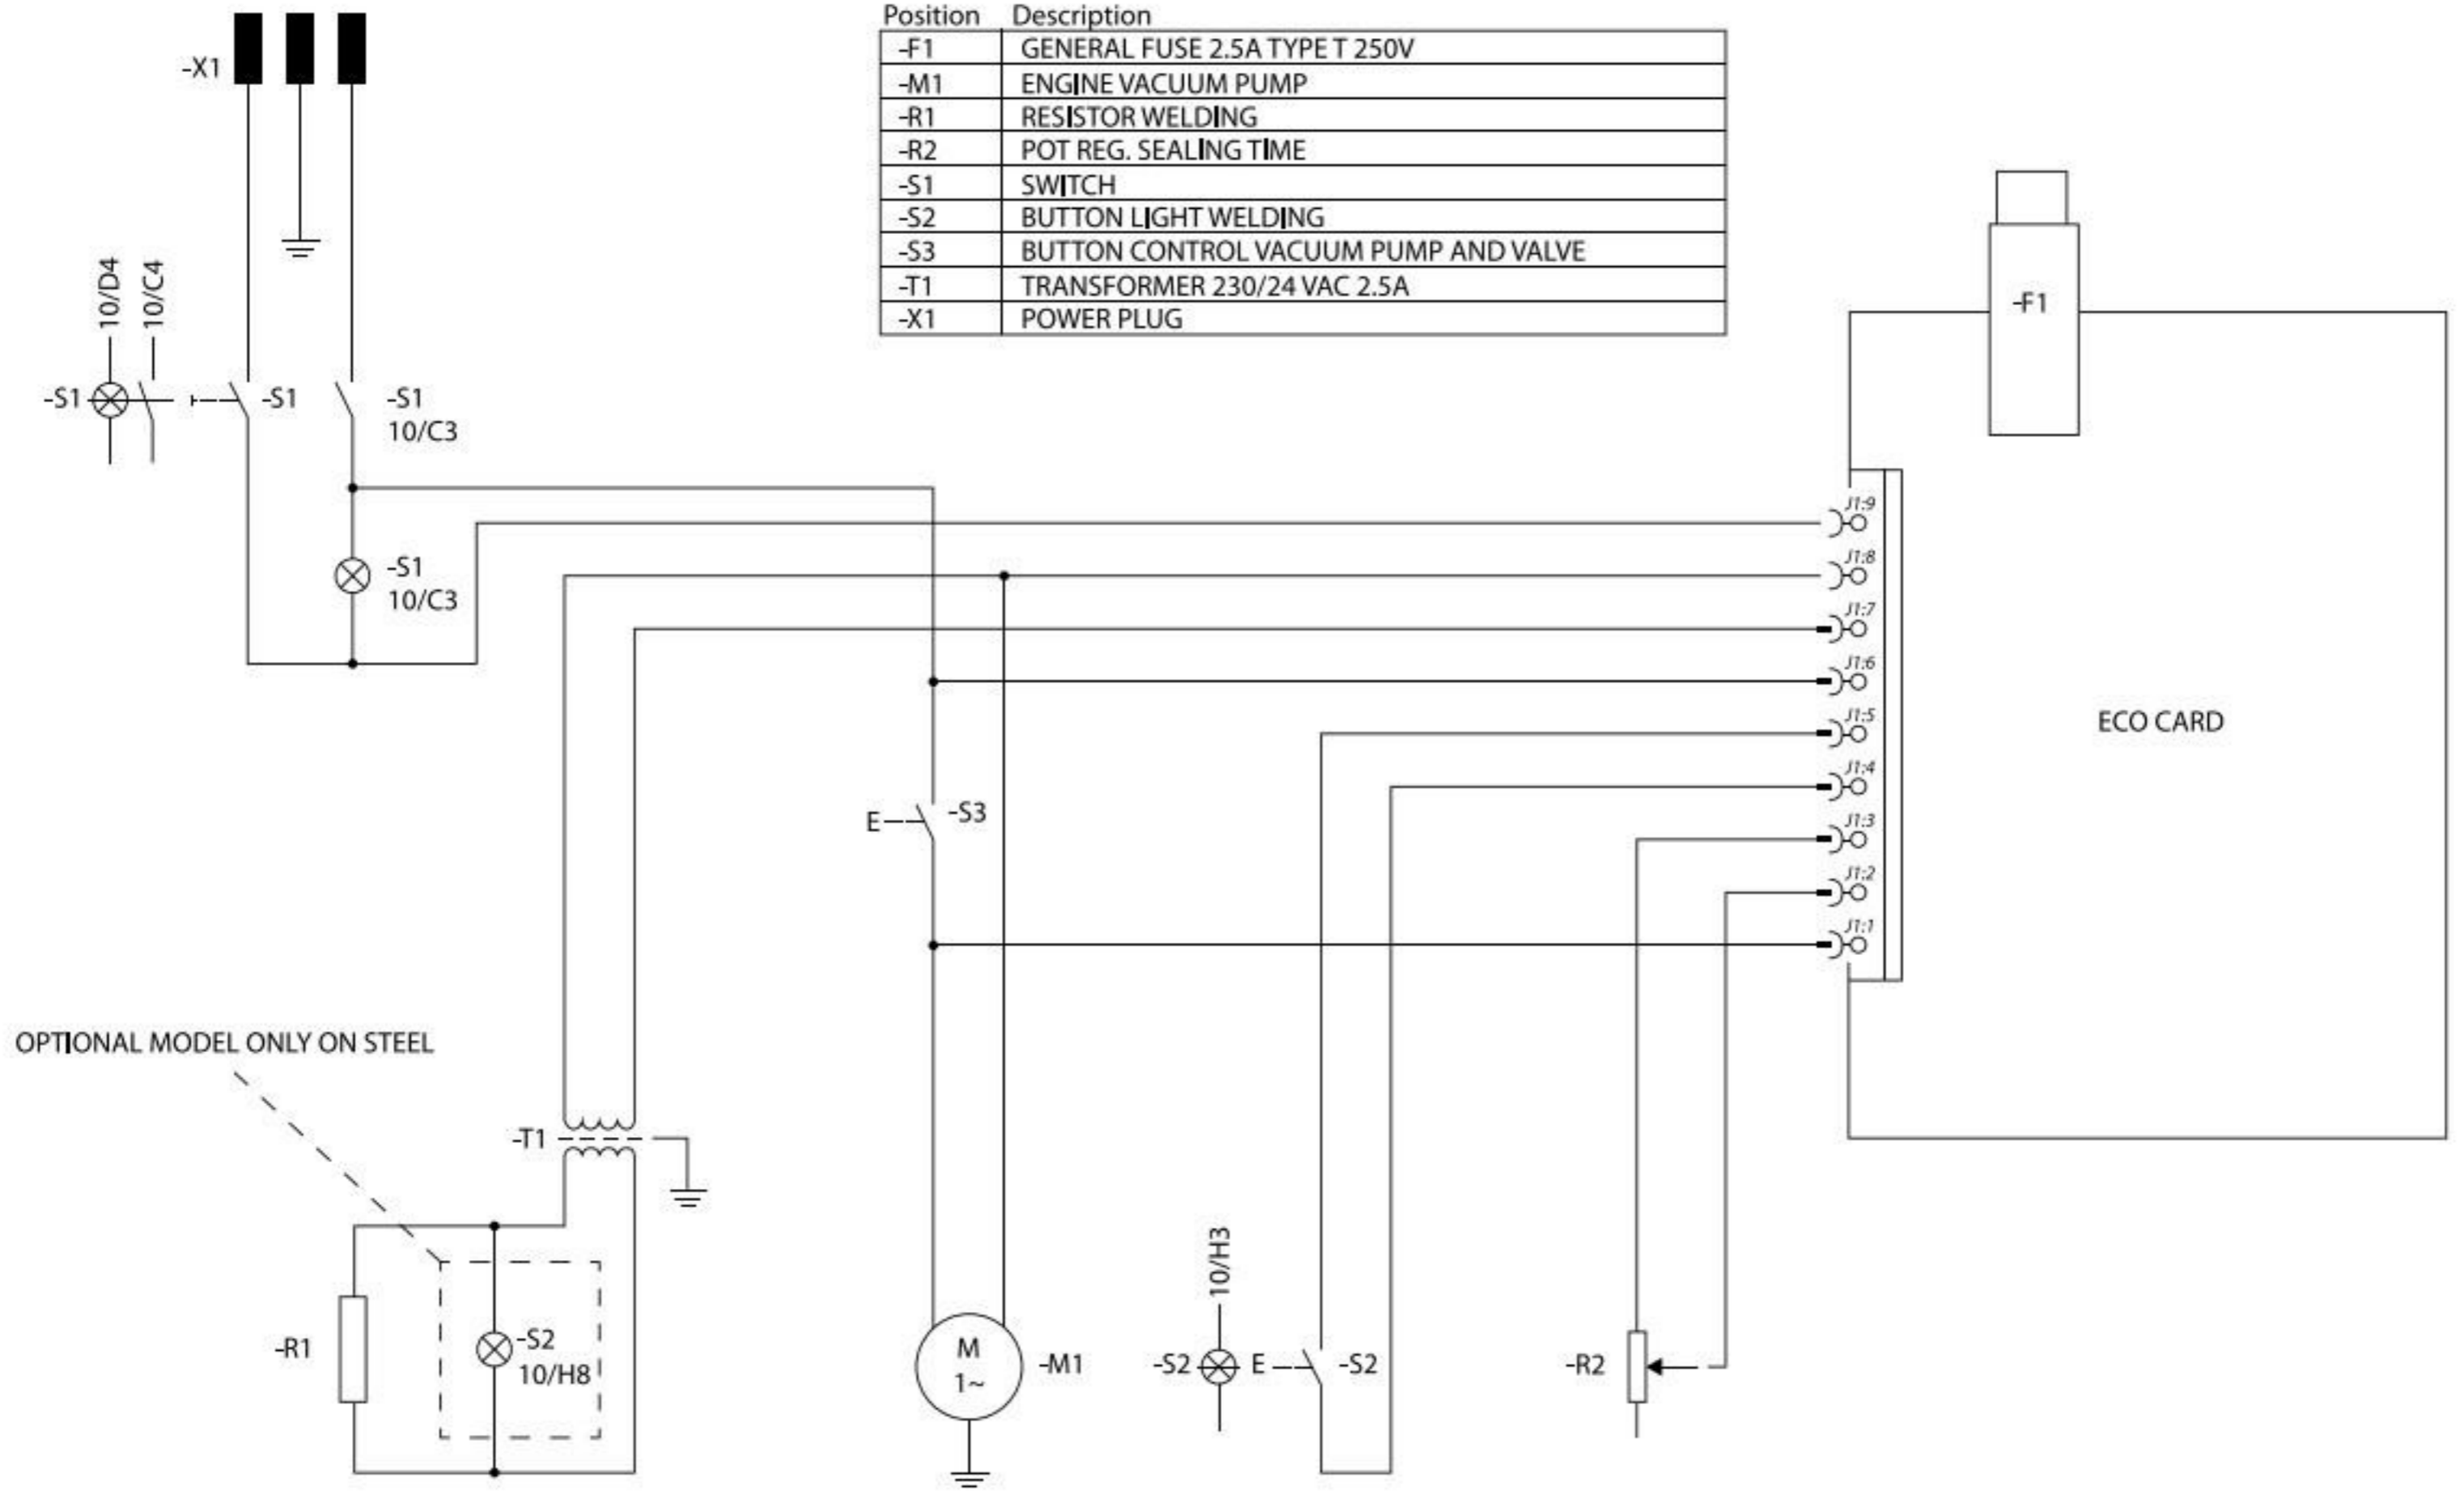 Position Description
-F1 GENERAL FUSE 2.5A TYPE T 250V
-M1 ENGINE VACUUM PUMP
-R1 RESISTOR WELDING
-R2 POT REG. SEALING TIME
-S1 SWITCH
-S2 BUTTON LIGHT WELDING
-S3 BUTTON CONTROL VACUUM PUMP AND VALVE
-T1 TRANSFORMER 230/24 VAC 2.5A
-X1 POWER PLUG
-X1
10/D4
10/C4
-S1
-S1
-S1
10/C3
-S1
10/C3
-F1
J1:9
J1:8
J1:7
J1:6
J1:5
J1:4
J1:3
J1:2
J1:1
ECO CARD
E
-S3
OPTIONAL MODEL ONLY ON STEEL
-T1
-R1
-S2
10/H8
M
1~
-M1
10/H3
-S2
E
-S2
-R2